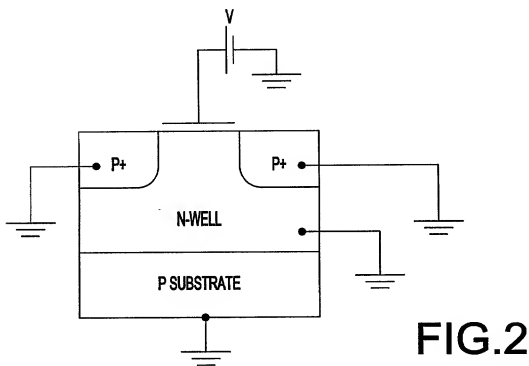 V
P+
P+
N-WELL
P SUBSTRATE
FIG.2